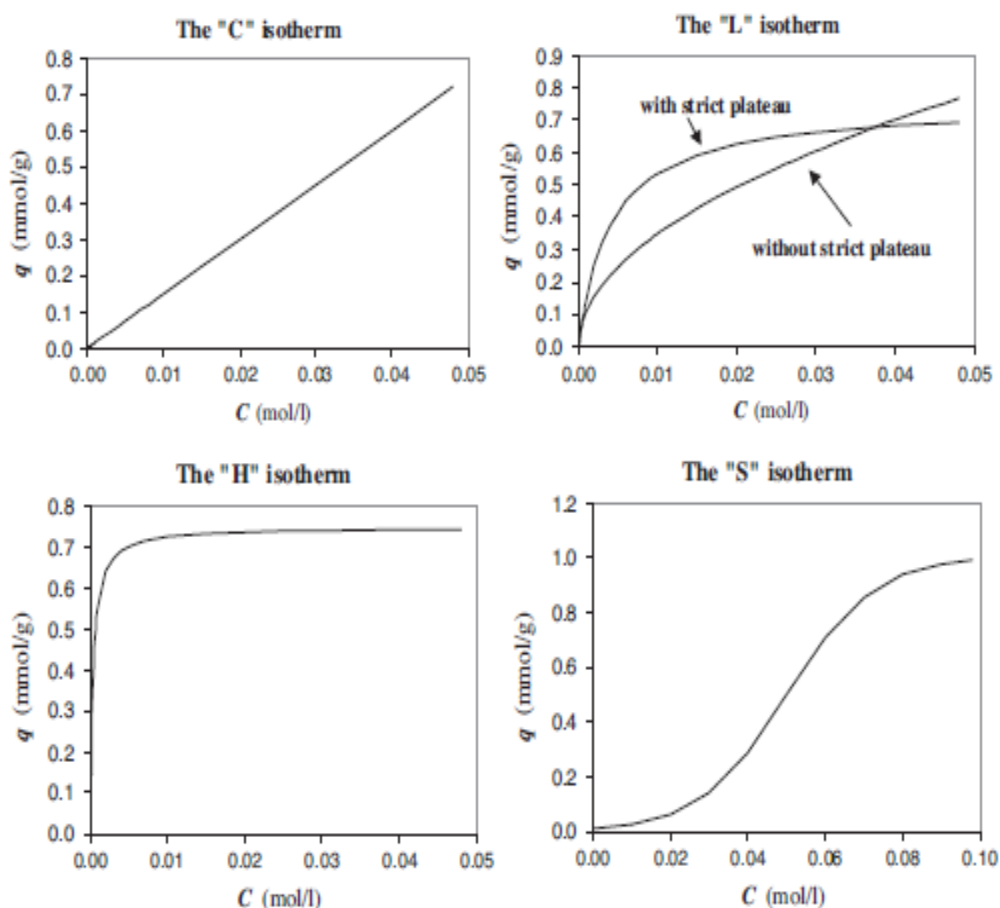 The "C" isotherm
0.8
0.7
0.6
0.5
0.4
0.3
0.2
0.1
0.0
q (mmol/g)
0.00 0.01 0.02 0.03 0.04 0.05
C (mol/l)
The "L" isotherm
0.9
0.8
0.7
0.6
0.5
0.4
0.3
0.2
0.1
0.0
q (mmol/g)
with strict plateau
without strict plateau
0.00 0.01 0.02 0.03 0.04 0.05
C (mol/l)
The "H" isotherm
0.8
0.7
0.6
0.5
0.4
0.3
0.2
0.1
0.0
q (mmol/g)
0.00 0.01 0.02 0.03 0.04 0.05
C (mol/l)
The "S" isotherm
1.2
1.0
0.8
0.6
0.4
0.2
0.0
q (mmol/g)
0.00 0.02 0.04 0.06 0.08 0.10
C (mol/l)